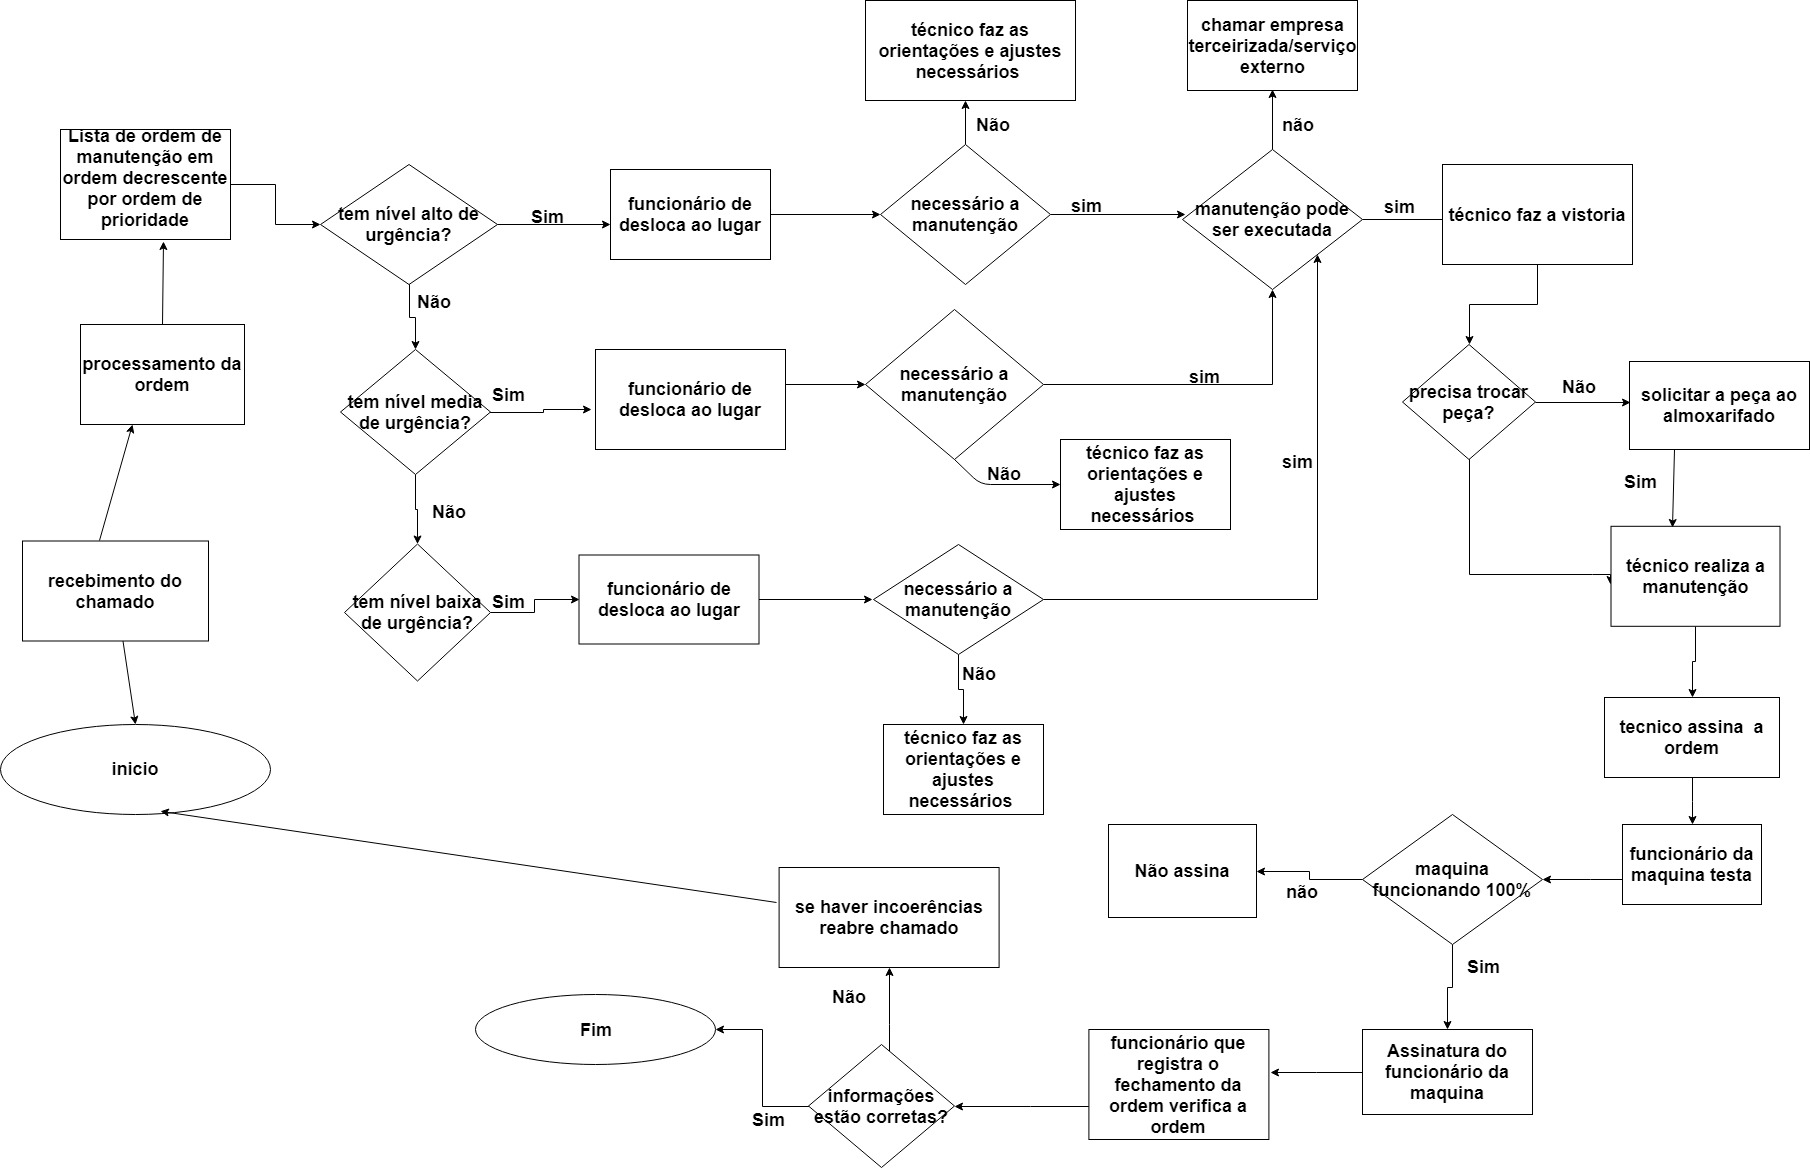 técnico faz as
orientações e ajustes
necessários
chamar empresa
terceirizada/serviço
externo
Não
não
Lista de ordem de
manutenção em
ordem decrescente
por ordem de
prioridade
tem nível alto de
urgência?
Sim
funcionário de
desloca ao lugar
necessário a
manutenção
sim
manutenção pode
ser executada
sim
técnico faz a vistoria
Não
processamento da
ordem
tem nível media
de urgência?
Sim
funcionário de
desloca ao lugar
necessário a
manutenção
sim
Não
técnico faz as
orientações e
ajustes
necessários
sim
precisa trocar
peça?
Não
solicitar a peça ao
almoxarifado
Sim
Não
recebimento do
chamado
tem nível baixa
de urgência?
Sim
funcionário de
desloca ao lugar
necessário a
manutenção
técnico realiza a
manutenção
Não
técnico faz as
orientações e
ajustes
necessários
tecnico assina  a
ordem
inicio
funcionário da
maquina testa
maquina
funcionando 100%
não
Não assina
Sim
se haver incoerências
reabre chamado
Não
Fim
Sim
informações
estão corretas?
funcionário que
registra o
fechamento da
ordem verifica a
ordem
Assinatura do
funcionário da
maquina